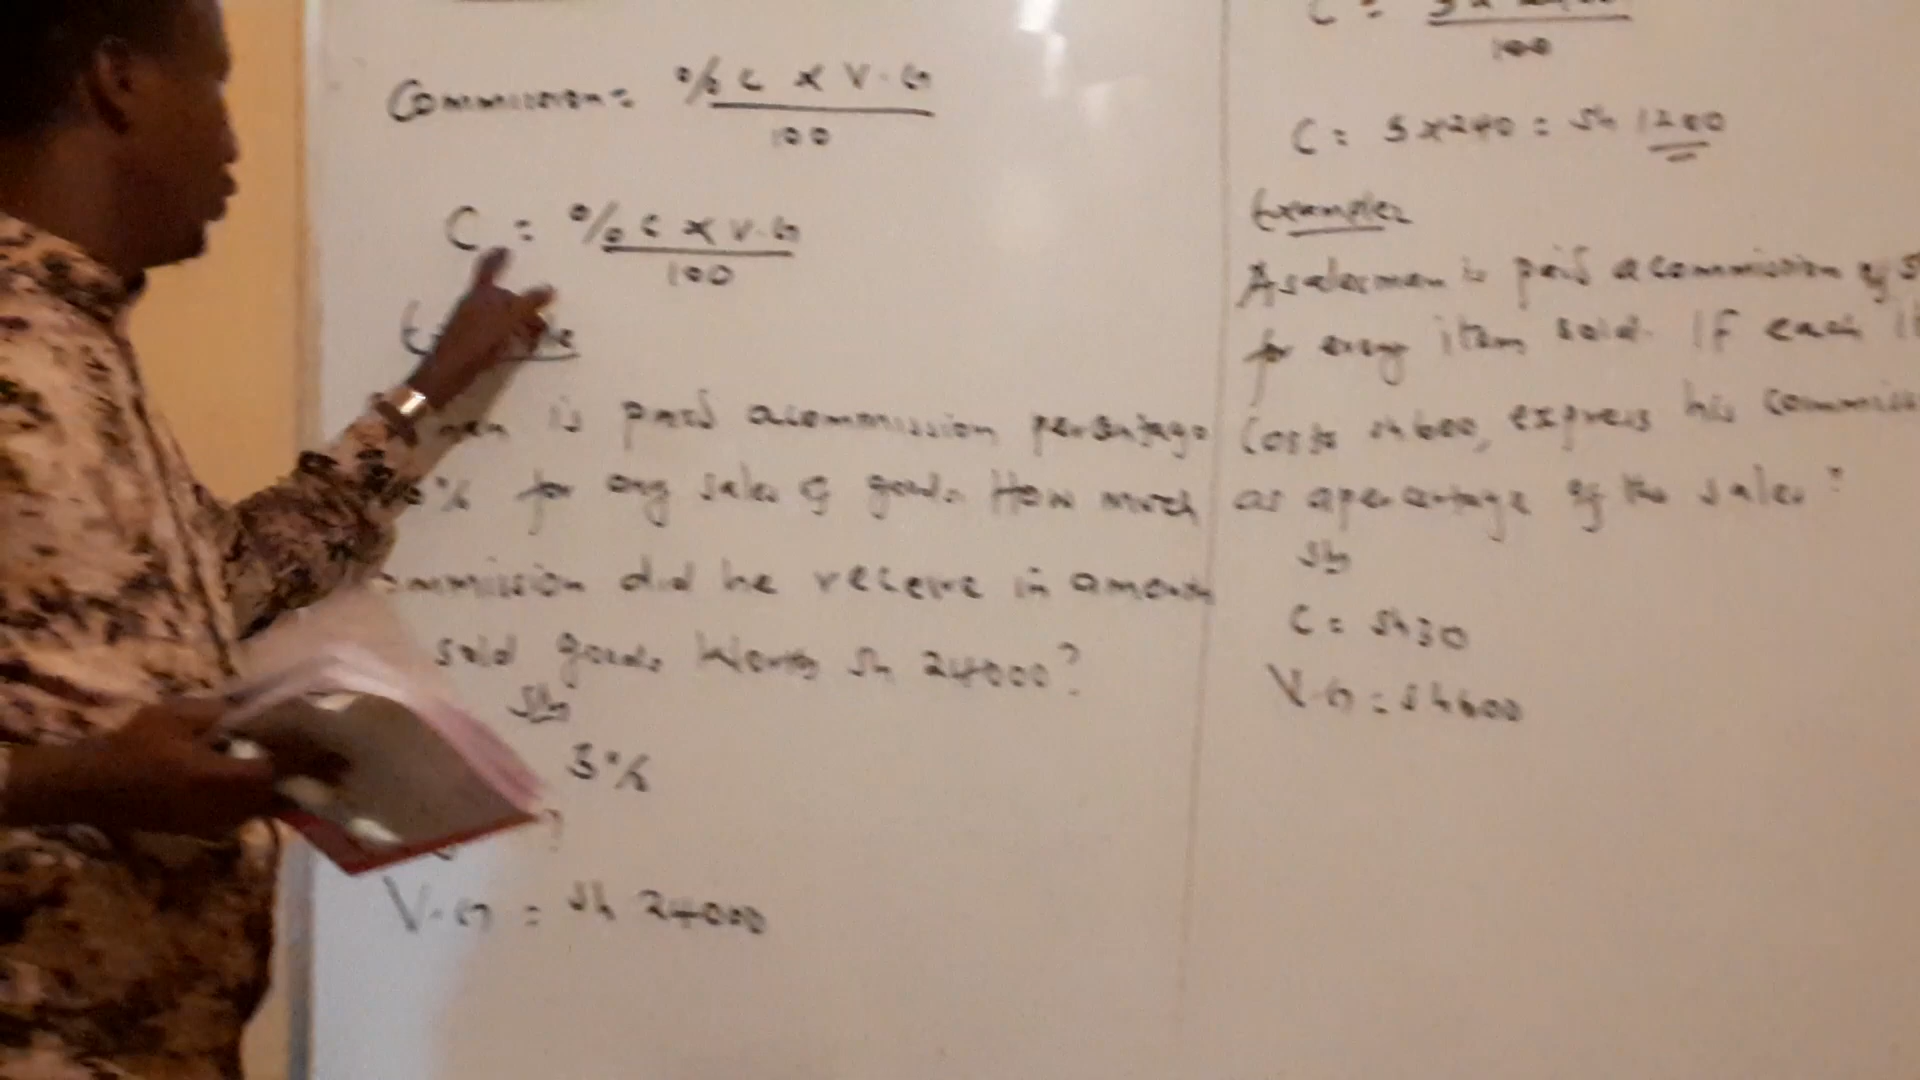 Commission = % C x V.G
100
C = % C x V.G
100
is paid a commission percentage
% for any sales of goods. How much
did he receive in a month
sold goods worth Sh 24000?
Sln
5%
?
V.G = Sh 24000
C =
100
C = 5 x 240 = Sh 1200
Example
A salesman is paid a commission of
for every item sold. If each
costs sh 600, express his
as a percentage of the sales?
Sln
C = Sh 30
V.G = Sh 600